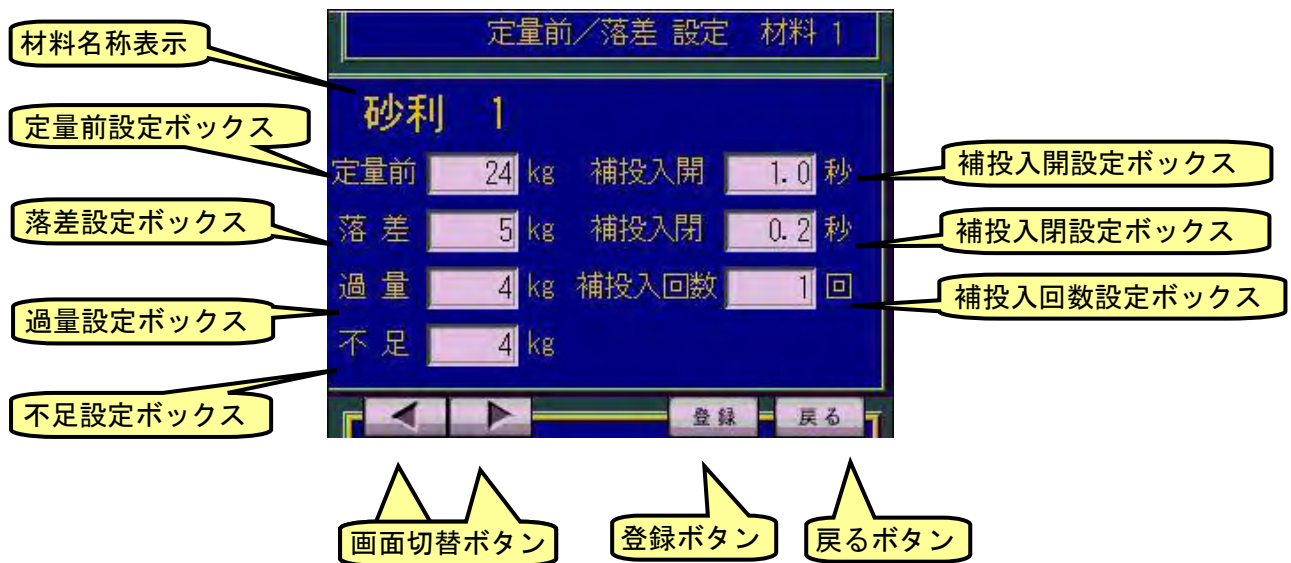 定量前／落差 設定 材料 1
材料名称表示
砂利 1
定量前設定ボックス
定量前 24 kg 補投入開 1.0 秒
補投入開設定ボックス
落差設定ボックス
落 差 5 kg 補投入閉 0.2 秒
補投入閉設定ボックス
過量設定ボックス
過 量 4 kg 補投入回数 1 回
補投入回数設定ボックス
不足設定ボックス
不 足 4 kg
◀ ▶ 登録 戻る
画面切替ボタン
登録ボタン
戻るボタン